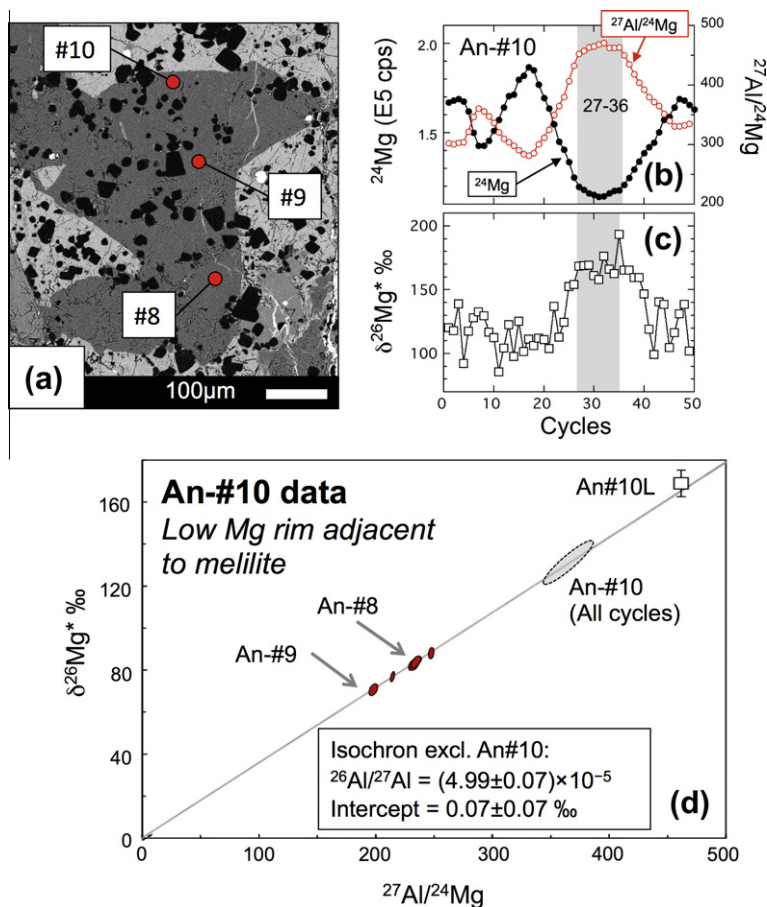 #10
#9
#8
(a)
100μm
An-#10
²⁷Al/²⁴Mg
500
400
300
200
²⁷Al/²⁴Mg
2.0
1.8
1.5
²⁴Mg (E5 cps)
27-36
²⁴Mg
(b)
200
150
100
δ²⁶Mg* ‰
(c)
0
10
20
30
40
50
Cycles
An-#10 data
Low Mg rim adjacent
to melilite
An#10L
An-#10
(All cycles)
An-#8
An-#9
160
120
80
40
0
δ²⁶Mg* ‰
Isochron excl. An#10:
²⁶Al/²⁷Al = (4.99±0.07)×10⁻⁵
Intercept = 0.07±0.07 ‰
(d)
0
100
200
300
400
500
²⁷Al/²⁴Mg